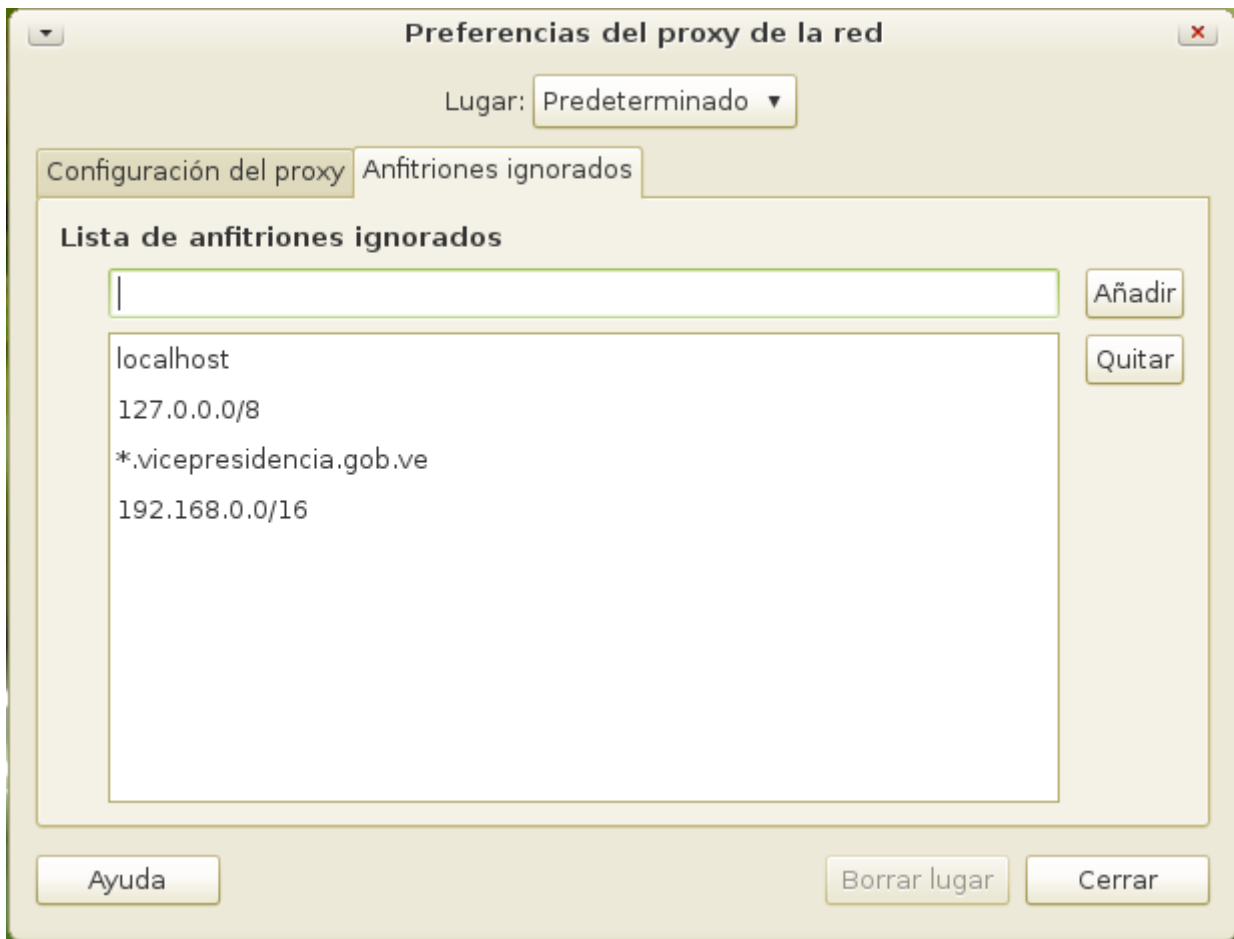 Preferencias del proxy de la red
Lugar: Predeterminado
Configuración del proxy Anfitriones ignorados
Lista de anfitriones ignorados
Añadir
localhost
Quitar
127.0.0.0/8
*.vicepresidencia.gob.ve
192.168.0.0/16
Ayuda Borrar lugar Cerrar